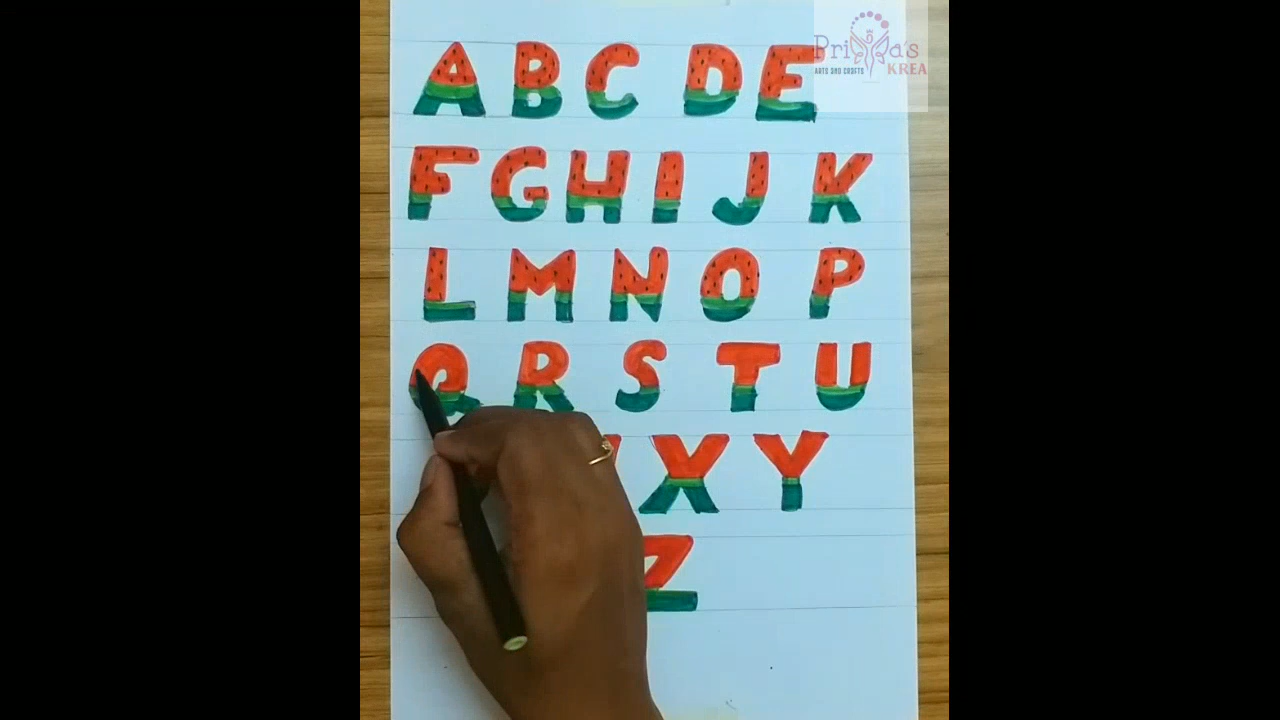 Priya's
ARTS AND CRAFTS KREA
A B C D E
F G H I J K
L M N O P
Q R S T U
X Y
Z